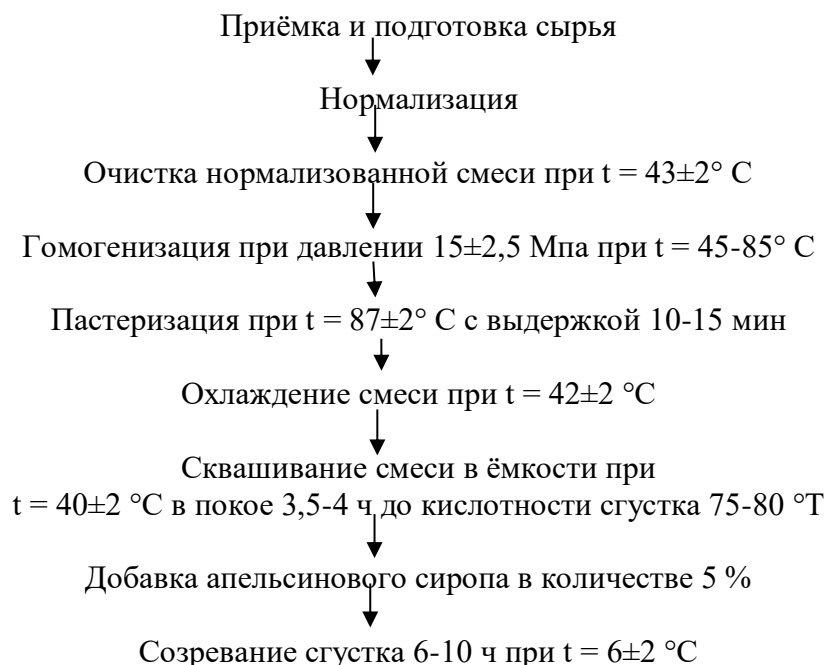 Приёмка и подготовка сырья
Нормализация
Очистка нормализованной смеси при t = 43±2° С
Гомогенизация при давлении 15±2,5 Мпа при t = 45-85° С
Пастеризация при t = 87±2° С с выдержкой 10-15 мин
Охлаждение смеси при t = 42±2 °С
Сквашивание смеси в ёмкости при
t = 40±2 °С в покое 3,5-4 ч до кислотности сгустка 75-80 °Т
Добавка апельсинового сиропа в количестве 5 %
Созревание сгустка 6-10 ч при t = 6±2 °С